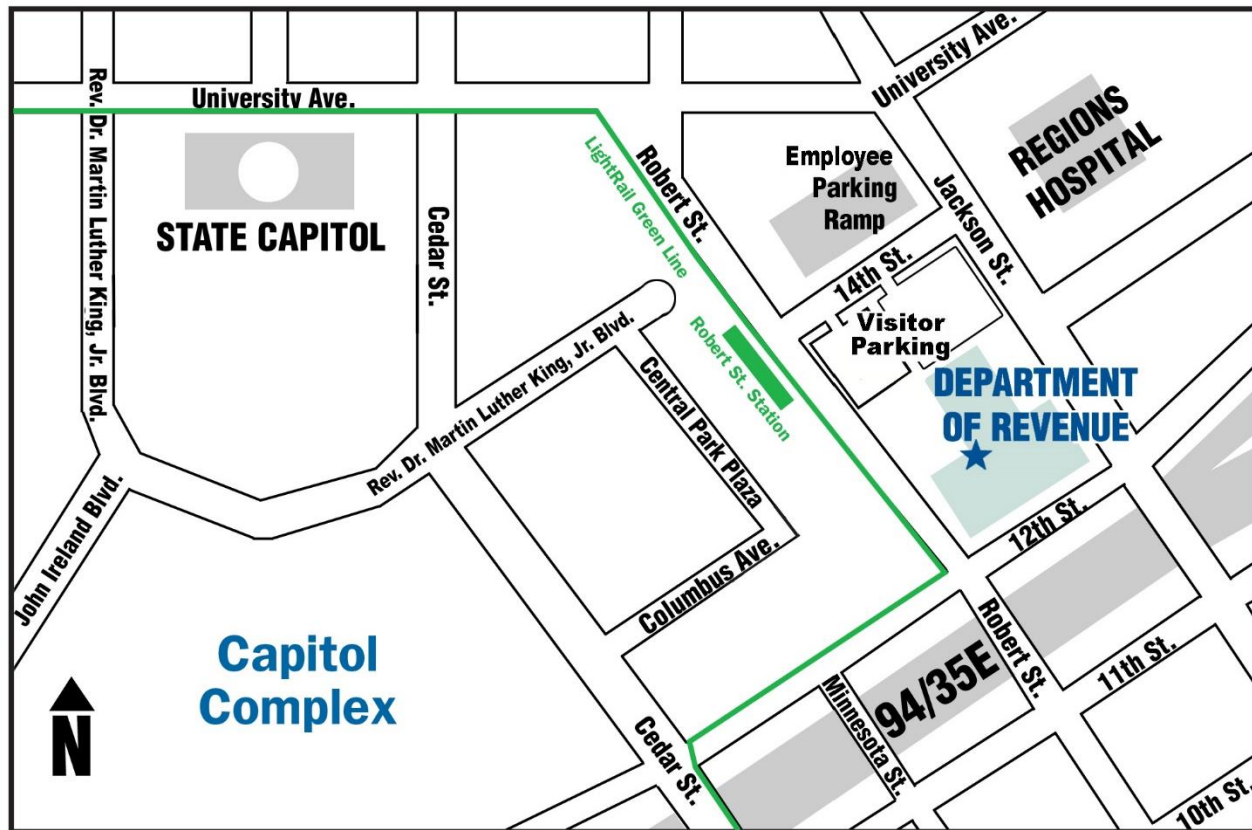 University Ave.
University Ave.
Rev. Dr. Martin Luther King, Jr. Blvd.
STATE CAPITOL
Cedar St.
LightRail Green Line
Robert St.
Employee
Parking
Ramp
Jackson St.
REGIONS
HOSPITAL
14th St.
Visitor
Parking
Rev. Dr. Martin Luther King, Jr. Blvd.
Central Park Plaza
Robert St. Station
DEPARTMENT
OF REVENUE
12th St.
John Ireland Blvd.
Columbus Ave.
Capitol
Complex
N
Cedar St.
Minnesota St.
94/35E
Robert St.
11th St.
10th St.